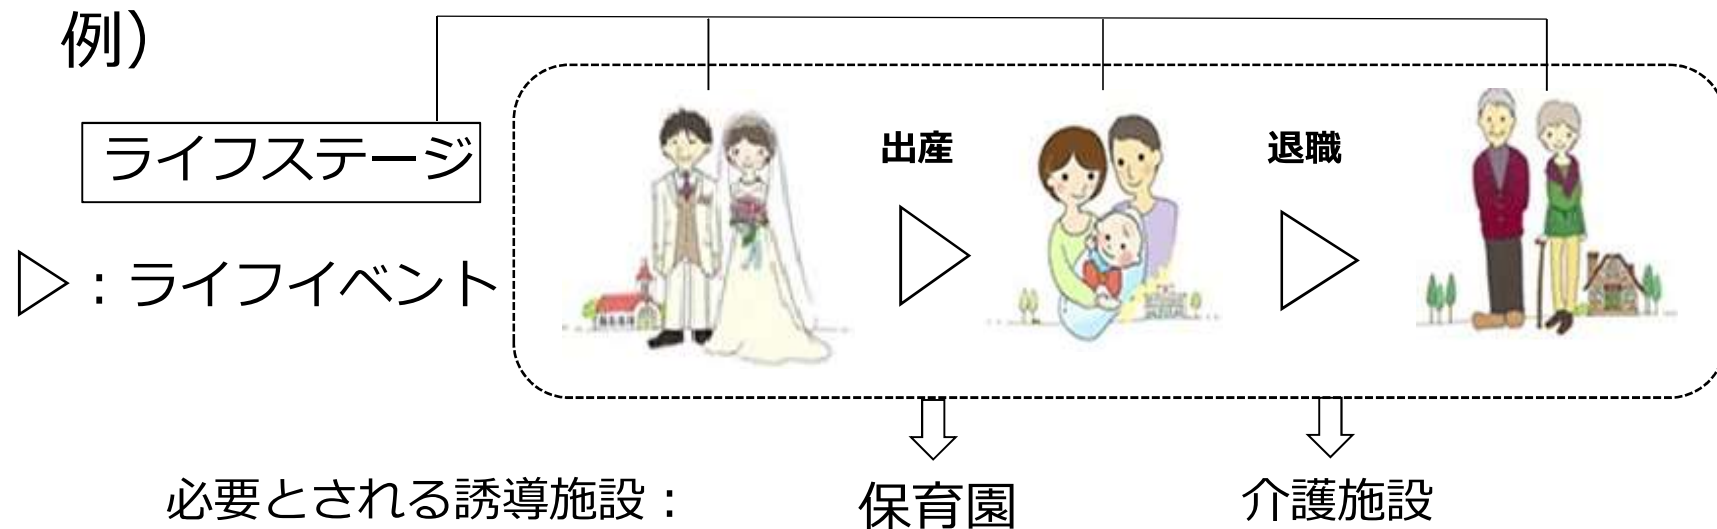 例）
ライフステージ
出産
退職
▷：ライフイベント
必要とされる誘導施設：
保育園
介護施設